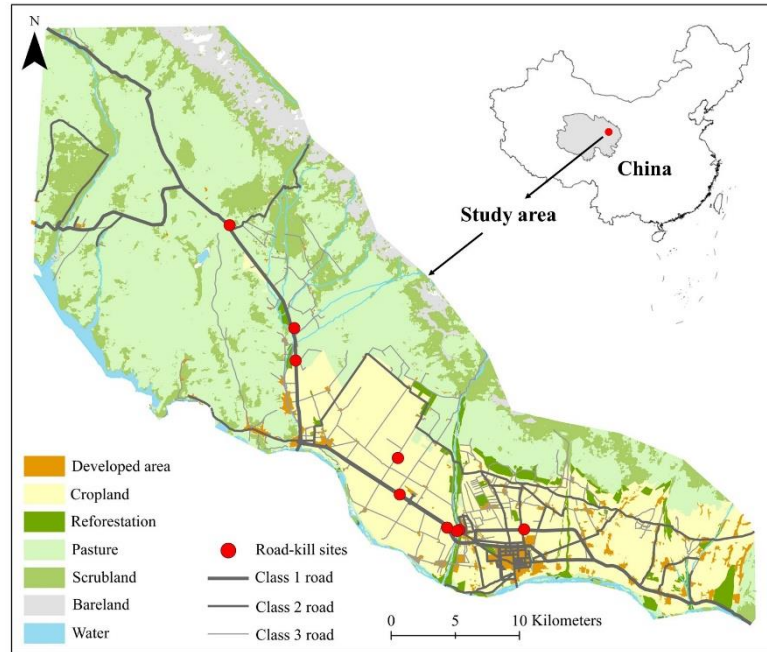 N
China
Study area
Developed area
Cropland
Reforestation
Pasture
Scrubland
Bareland
Water
Road-kill sites
Class 1 road
Class 2 road
Class 3 road
0 5 10 Kilometers